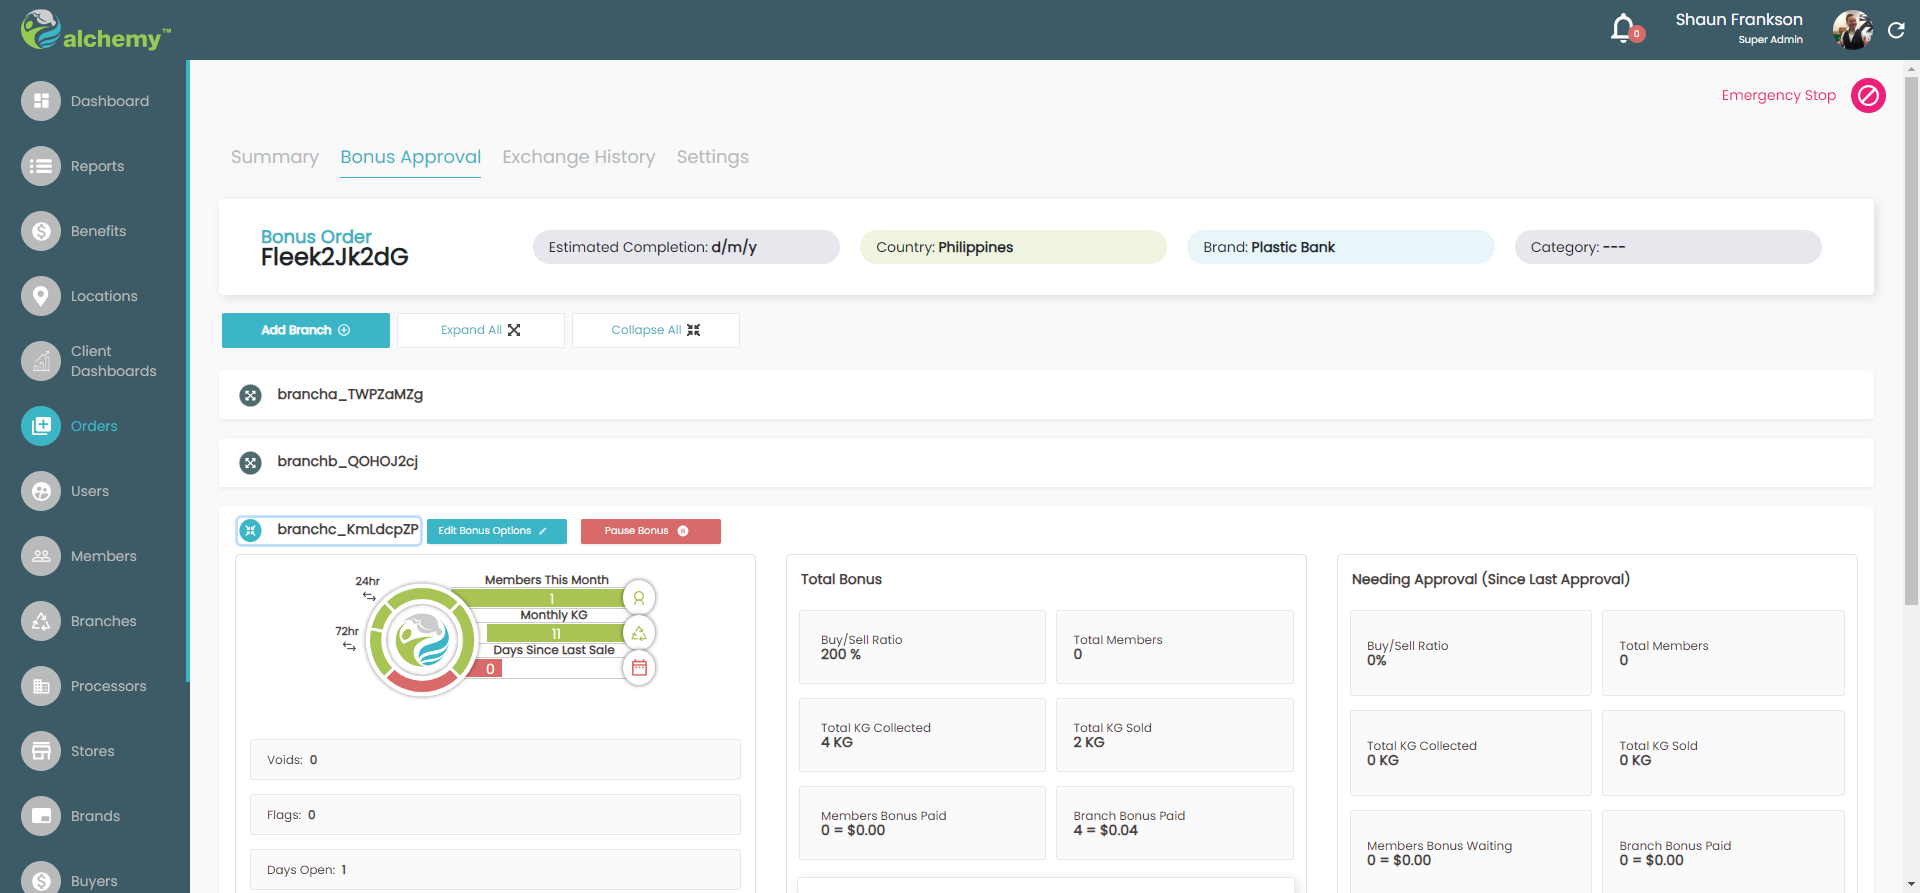 alchemy™
0
Shaun Frankson
Super Admin
Dashboard
Reports
Benefits
Locations
Client
Dashboards
Orders
Users
Members
Branches
Processors
Stores
Brands
Buyers
Emergency Stop
Summary
Bonus Approval
Exchange History
Settings
Bonus Order
Fleek2Jk2dG
Estimated Completion: d/m/y
Country: Philippines
Brand: Plastic Bank
Category: ---
Add Branch
Expand All
Collapse All
brancha_TWPZaMZg
branchb_QOHOJ2cj
branchc_KmLdcpZP
Edit Bonus Options
Pause Bonus
24hr
72hr
Members This Month
1
Monthly KG
11
Days Since Last Sale
0
Voids: 0
Flags: 0
Days Open: 1
Total Bonus
Buy/Sell Ratio
200 %
Total Members
0
Total KG Collected
4 KG
Total KG Sold
2 KG
Members Bonus Paid
0 = $0.00
Branch Bonus Paid
4 = $0.04
Needing Approval (Since Last Approval)
Buy/Sell Ratio
0%
Total Members
0
Total KG Collected
0 KG
Total KG Sold
0 KG
Members Bonus Waiting
0 = $0.00
Branch Bonus Paid
0 = $0.00